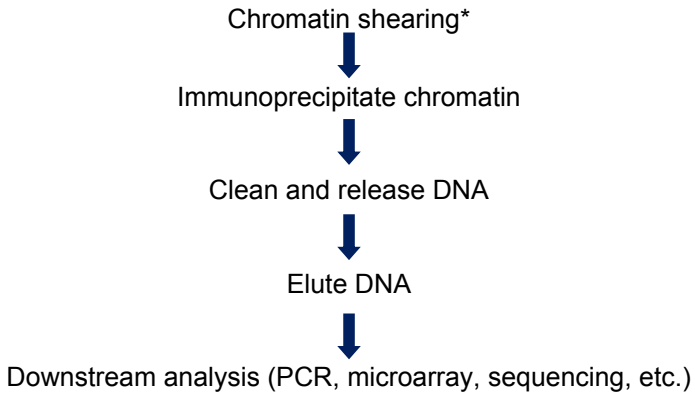 Chromatin shearing*
Immunoprecipitate chromatin
Clean and release DNA
Elute DNA
Downstream analysis (PCR, microarray, sequencing, etc.)